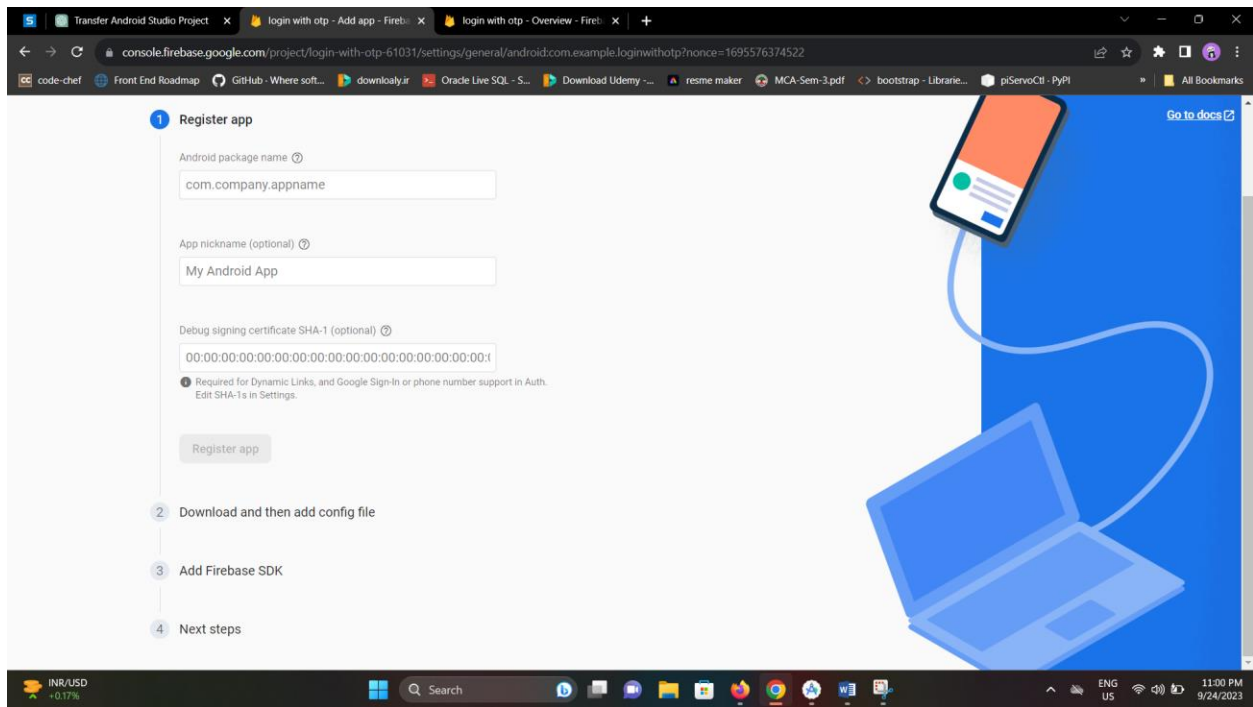 S Transfer Android Studio Project login with otp - Add app - Fireba login with otp - Overview - Fireb
console.firebase.google.com/project/login-with-otp-61031/settings/general/android:com.example.loginwithotp?nonce=1695576374522
CC code-chef Front End Roadmap GitHub - Where soft... downloaly.ir Oracle Live SQL - S... Download Udemy -... resme maker MCA-Sem-3.pdf <> bootstrap - Librarie... piServoCtl · PyPI » All Bookmarks
Go to docs
1 Register app
Android package name
com.company.appname
App nickname (optional)
My Android App
Debug signing certificate SHA-1 (optional)
00:00:00:00:00:00:00:00:00:00:00:00:00:00:00:00:0
Required for Dynamic Links, and Google Sign-In or phone number support in Auth.
Edit SHA-1s in Settings.
Register app
2 Download and then add config file
3 Add Firebase SDK
4 Next steps
INR/USD
+0.17%
Search
ENG
US
11:00 PM
9/24/2023